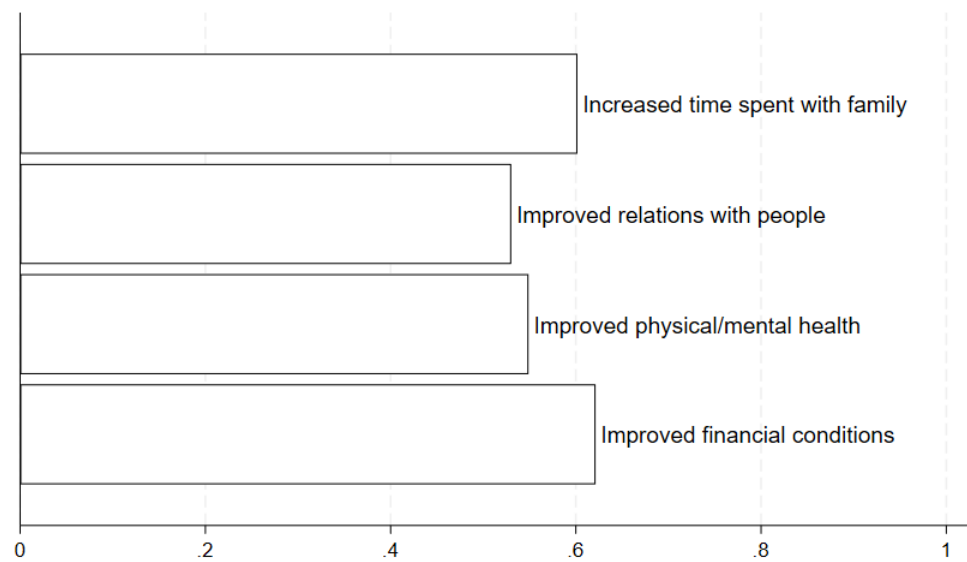 Increased time spent with family
Improved relations with people
Improved physical/mental health
Improved financial conditions
0 .2 .4 .6 .8 1